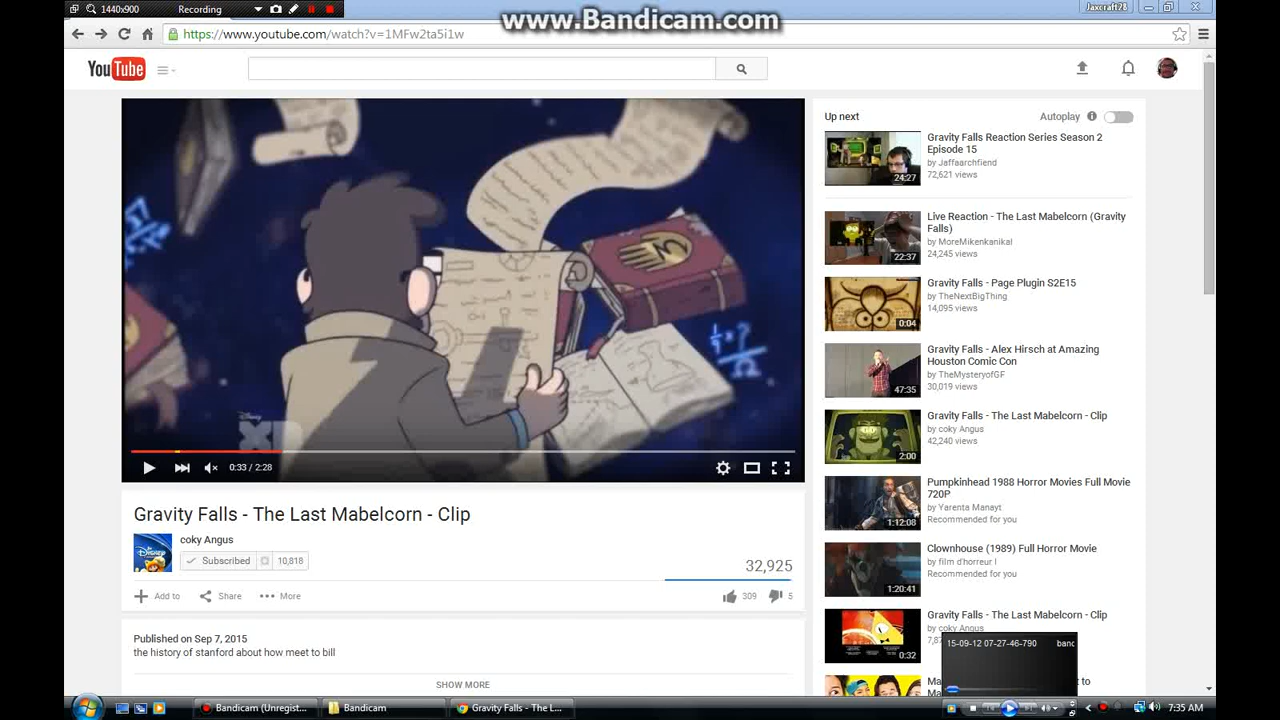 1440x900
Recording
www.Bandicam.com
Jaxcraft28
https://www.youtube.com/watch?v=1MFw2ta5i1w
YouTube
Up next
Autoplay
Gravity Falls Reaction Series Season 2
Episode 15
by Jaffaarchfiend
72,621 views
24:27
Live Reaction - The Last Mabelcorn (Gravity
Falls)
by MoreMikenkanikal
24,245 views
22:37
Gravity Falls - Page Plugin S2E15
by TheNextBigThing
14,095 views
0:04
Gravity Falls - Alex Hirsch at Amazing
Houston Comic Con
by TheMysteryofGF
30,019 views
47:35
Gravity Falls - The Last Mabelcorn - Clip
by coky Angus
42,240 views
2:00
Pumpkinhead 1988 Horror Movies Full Movie
720P
by Yarenta Manayt
Recommended for you
1:12:08
Clownhouse (1989) Full Horror Movie
by film d'horreur I
Recommended for you
1:20:41
Gravity Falls - The Last Mabelcorn - Clip
by coky Angus
0:32
Disney
XD
0:33 / 2:28
Gravity Falls - The Last Mabelcorn - Clip
coky Angus
Subscribed
10,818
32,925
Add to
Share
More
309
5
Published on Sep 7, 2015
the history of stanford about how meet to bill
SHOW MORE
15-09-12 07-27-46-790
banc
Bandicam (Unregist...
Bandicam
Gravity Falls - The L...
7:35 AM